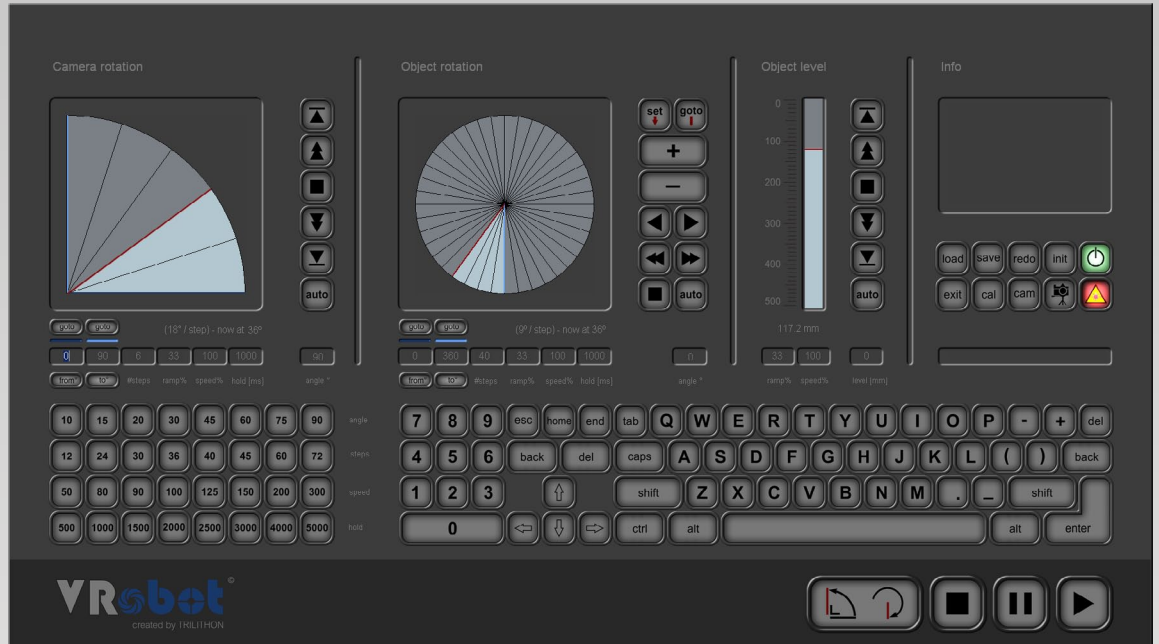 Camera rotation
Object rotation
Object level
Info
set goto
0
100
200
300
400
500
auto
auto
auto
load save redo init
exit cal cam
goto goto (18° / step) - now at 36°
goto goto (9° / step) - now at 36°
117.2 mm
0 90 6 33 100 1000 90
0 360 40 33 100 1000 0
33 100 0
from to #steps ramp% speed% hold [ms] angle °
from to #steps ramp% speed% hold [ms] angle °
ramp% speed% level [mm]
10 15 20 30 45 60 75 90 angle
12 24 30 36 40 45 60 72 steps
50 80 90 100 125 150 200 300 speed
500 1000 1500 2000 2500 3000 4000 5000 hold
7 8 9 esc home end tab Q W E R T Y U I O P - + del
4 5 6 back del caps A S D F G H J K L ( ) back
1 2 3 shift Z X C V B N M . _ shift
0 ctrl alt alt enter
VRobot©
created by TRILITHON